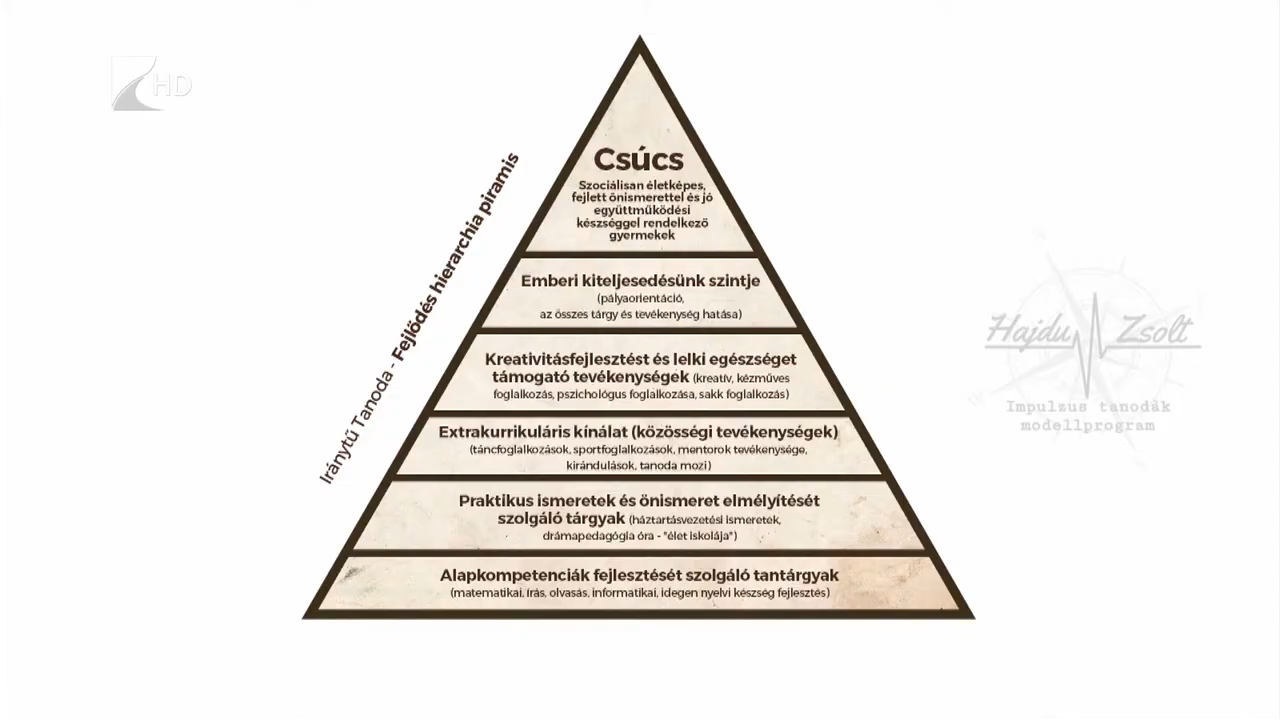 HD
Iránytű Tanoda - Fejlődés hierarchia piramis
Csúcs
Szociálisan életképes,
fejlett önismerettel és jó
együttműködési
készséggel rendelkező
gyermekek
Emberi kiteljesedésünk szintje
(pályaorientáció,
az összes tárgy és tevékenység hatása)
Kreativitásfejlesztést és lelki egészséget
támogató tevékenységek (kreatív, kézműves
foglalkozás, pszichológus foglalkozása, sakk foglalkozás)
Extrakurrikuláris kínálat (közösségi tevékenységek)
(táncfoglalkozások, sportfoglalkozások, mentorok tevékenysége,
kirándulások, tanoda mozi)
Praktikus ismeretek és önismeret elmélyítését
szolgáló tárgyak (háztartásvezetési ismeretek,
drámapedagógia óra - "élet iskolája")
Alapkompetenciák fejlesztését szolgáló tantárgyak
(matematikai, írás, olvasás, informatikai, idegen nyelvi készség fejlesztés)
Hajdu Zsolt
Impulzus tanodák
modellprogram